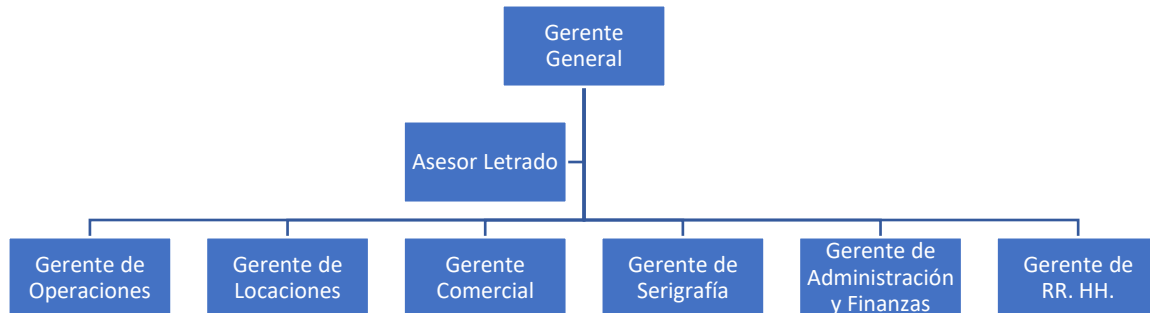 Gerente
General
Asesor Letrado
Gerente de
Operaciones
Gerente de
Locaciones
Gerente
Comercial
Gerente de
Serigrafía
Gerente de
Administración
y Finanzas
Gerente de
RR. HH.